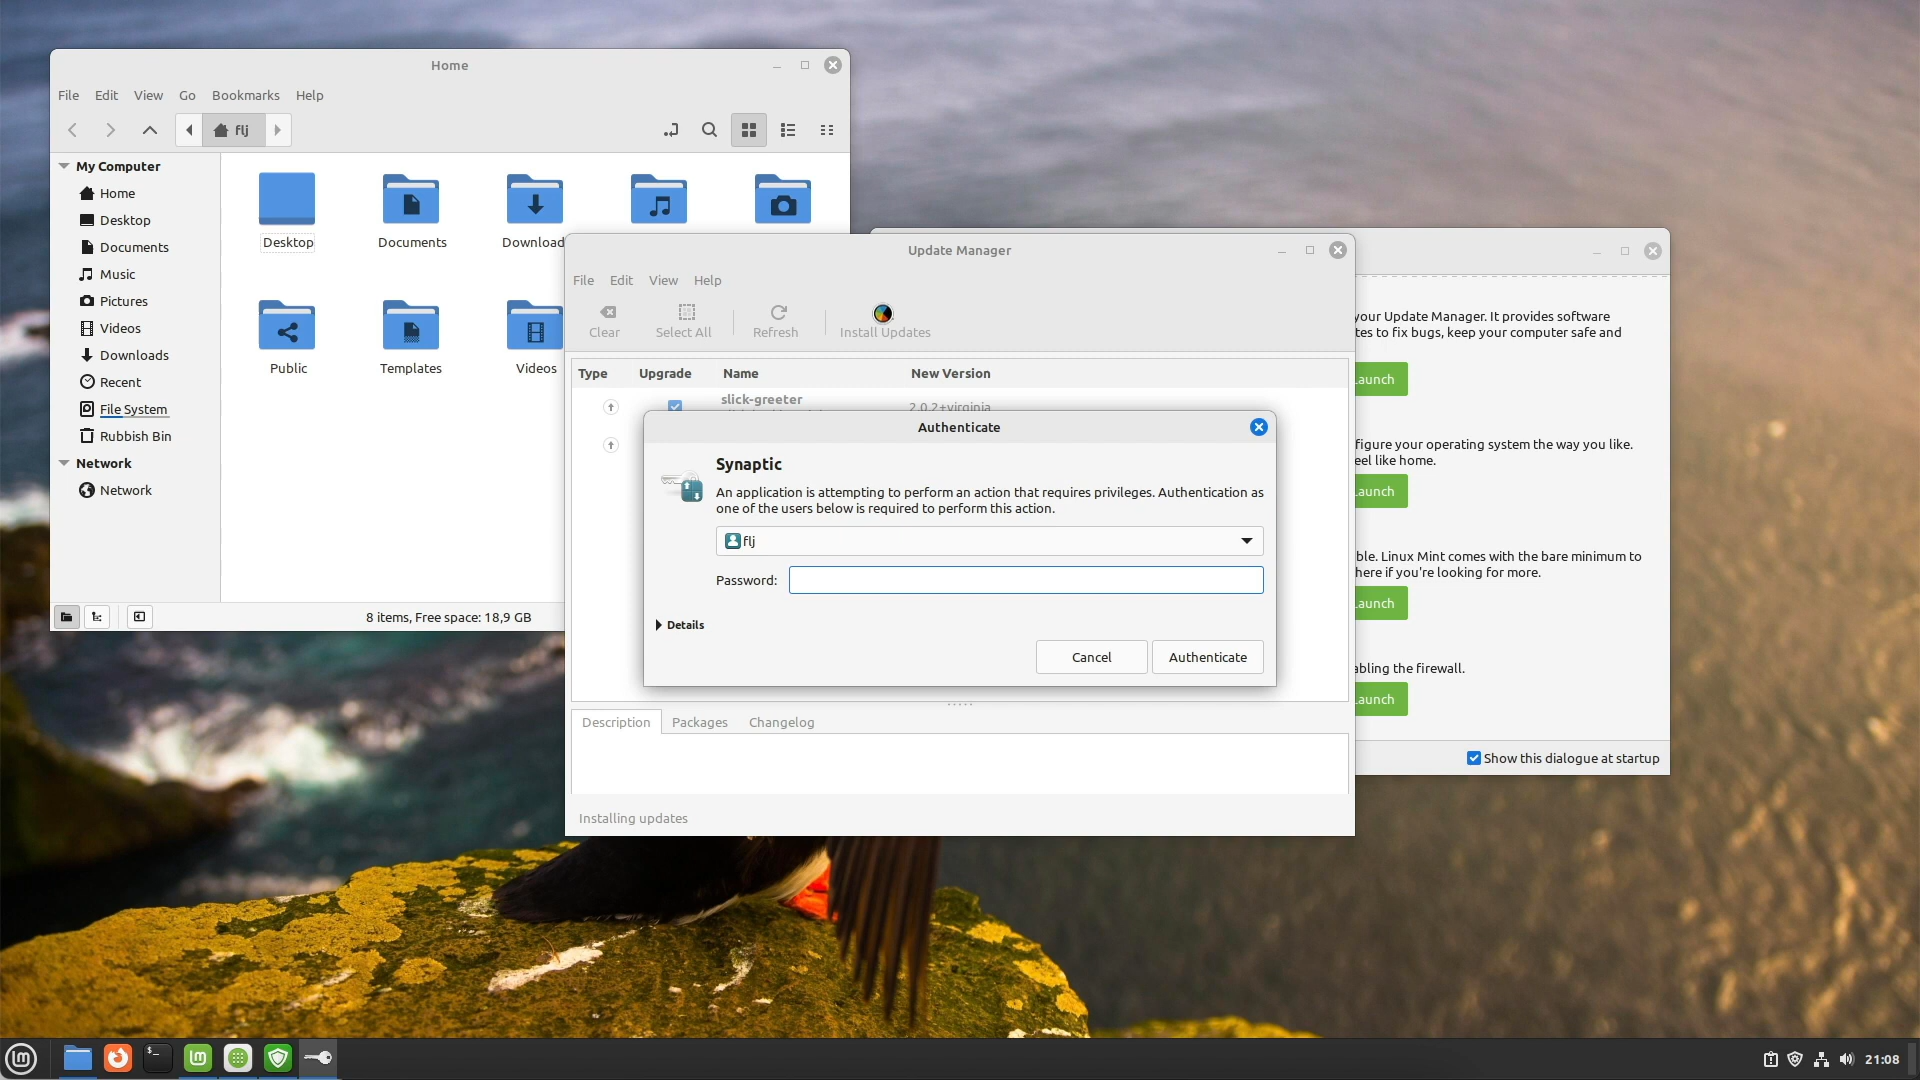 Home
File Edit View Go Bookmarks Help
flj
My Computer
Home
Desktop
Documents
Music
Pictures
Videos
Downloads
Recent
File System
Rubbish Bin
Network
Network
Desktop
Documents
Download
Public
Templates
Videos
8 items, Free space: 18,9 GB
Update Manager
File Edit View Help
Clear Select All Refresh Install Updates
Type Upgrade Name New Version
slick-greeter
2.0.2+virginia
Authenticate
Synaptic
An application is attempting to perform an action that requires privileges. Authentication as
one of the users below is required to perform this action.
flj
Password:
Details
Cancel Authenticate
Description Packages Changelog
Installing updates
your Update Manager. It provides software
tes to fix bugs, keep your computer safe and
aunch
figure your operating system the way you like.
eel like home.
aunch
ble. Linux Mint comes with the bare minimum to
here if you're looking for more.
aunch
abling the firewall.
aunch
Show this dialogue at startup
21:08